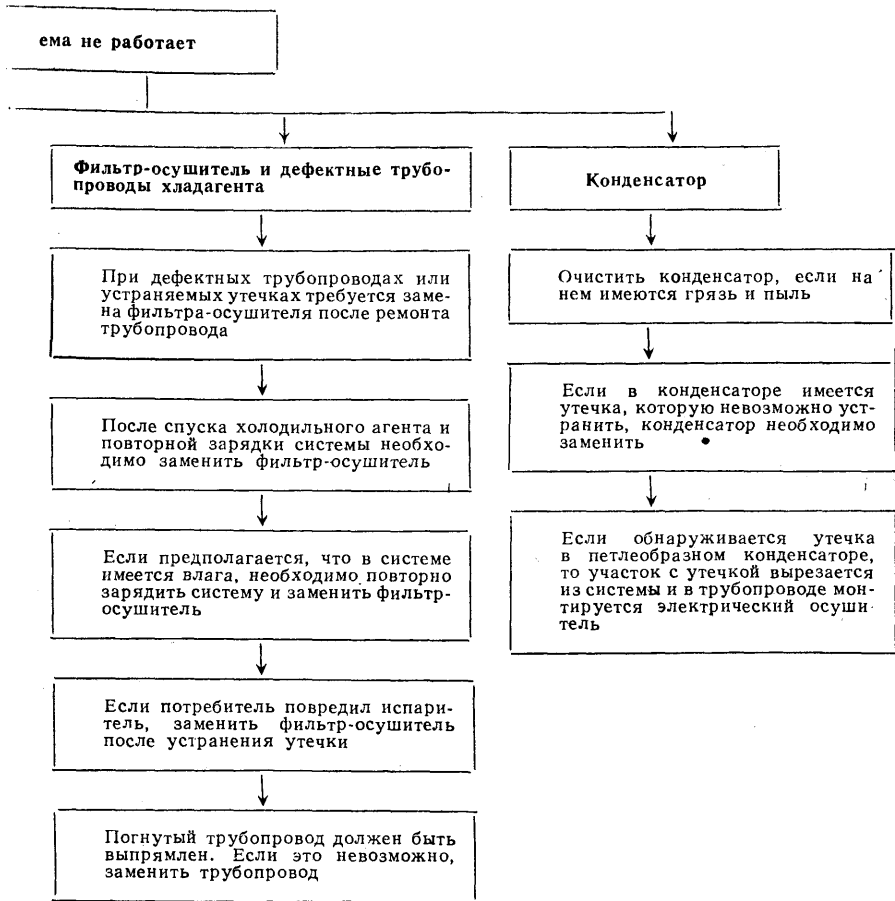 ема не работает
Фильтр-осушитель и дефектные трубо-
проводы хладагента
При дефектных трубопроводах или
устраняемых утечках требуется заме-
на фильтра-осушителя после ремонта
трубопровода
После спуска холодильного агента и
повторной зарядки системы необхо-
димо заменить фильтр-осушитель
Если предполагается, что в системе
имеется влага, необходимо повторно
зарядить систему и заменить фильтр-
осушитель
Если потребитель повредил испари-
тель, заменить фильтр-осушитель
после устранения утечки
Погнутый трубопровод должен быть
выпрямлен. Если это невозможно,
заменить трубопровод
Конденсатор
Очистить конденсатор, если на
нем имеются грязь и пыль
Если в конденсаторе имеется
утечка, которую невозможно уст-
ранить, конденсатор необходимо
заменить
Если обнаруживается утечка
в петлеобразном конденсаторе,
то участок с утечкой вырезается
из системы и в трубопроводе мон-
тируется электрический осуши-
тель